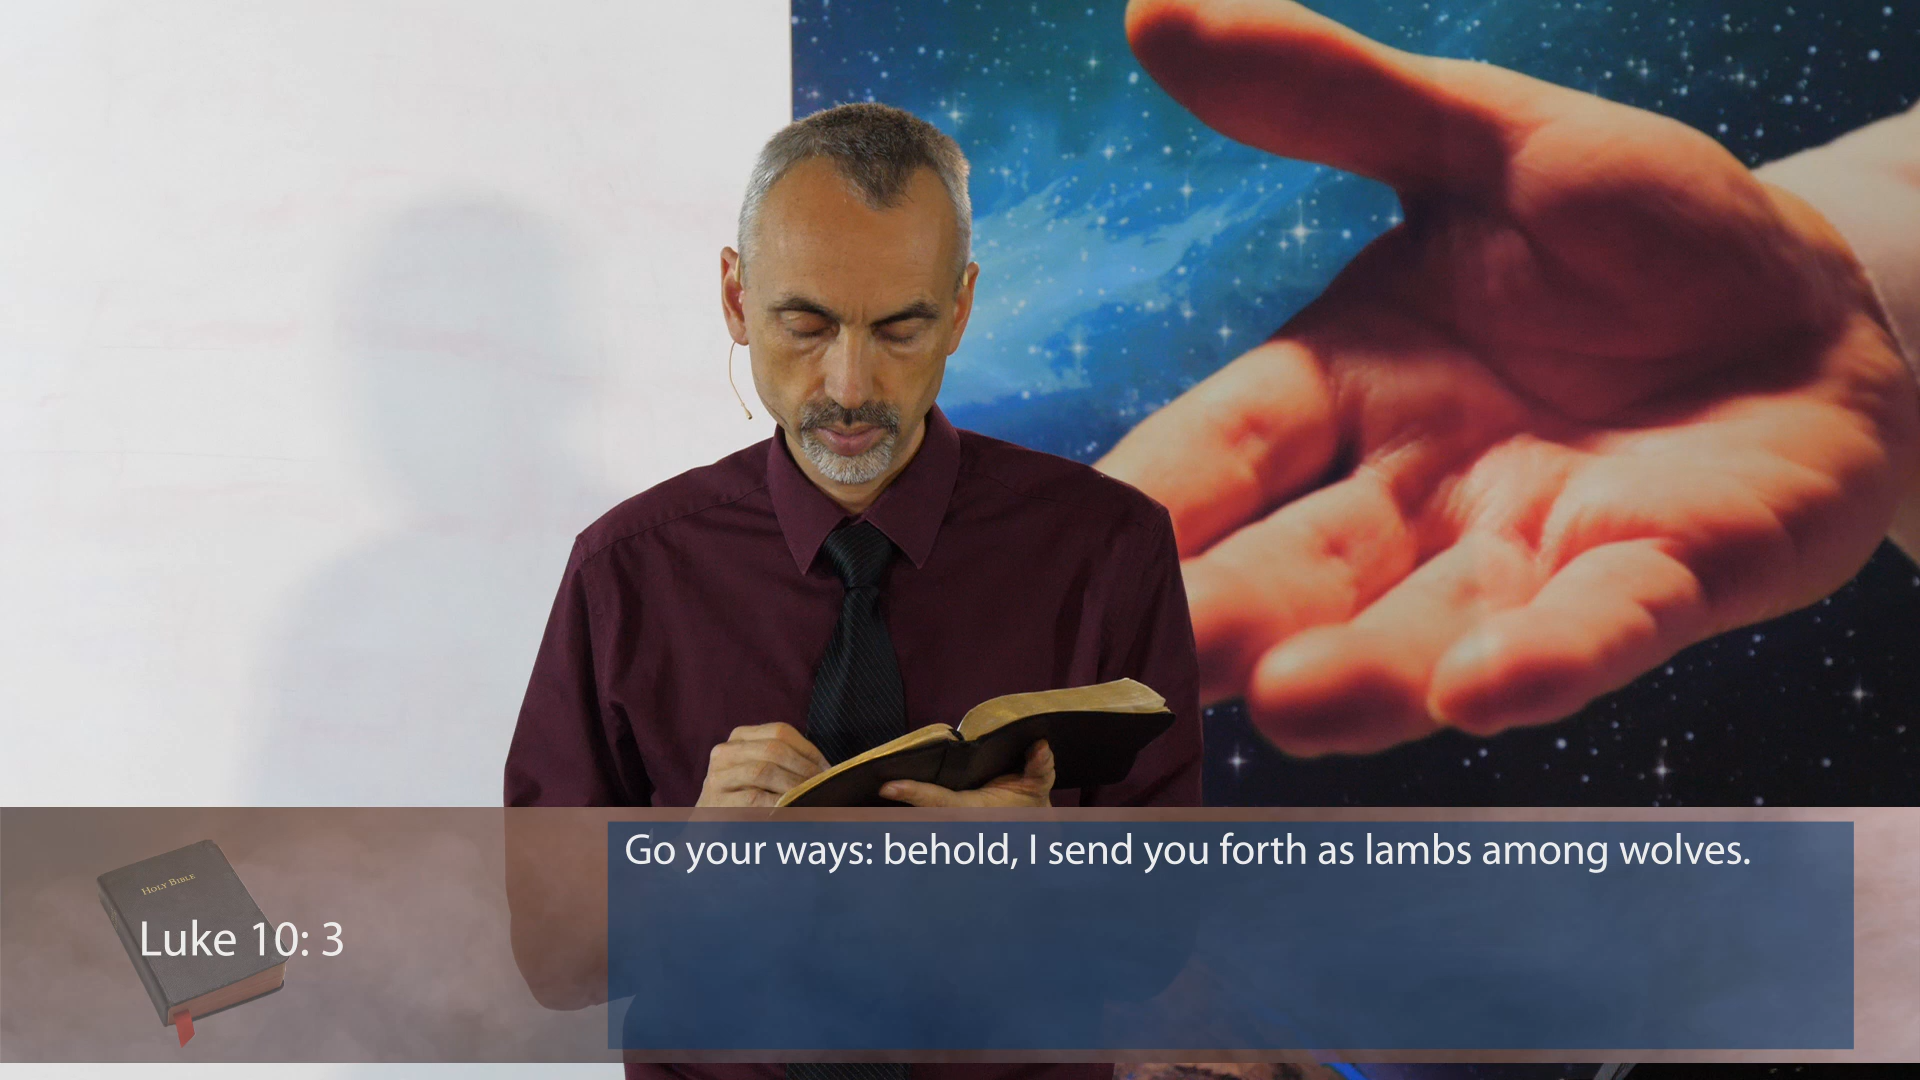 Go your ways: behold, I send you forth as lambs among wolves.
HOLY BIBLE
Luke 10: 3